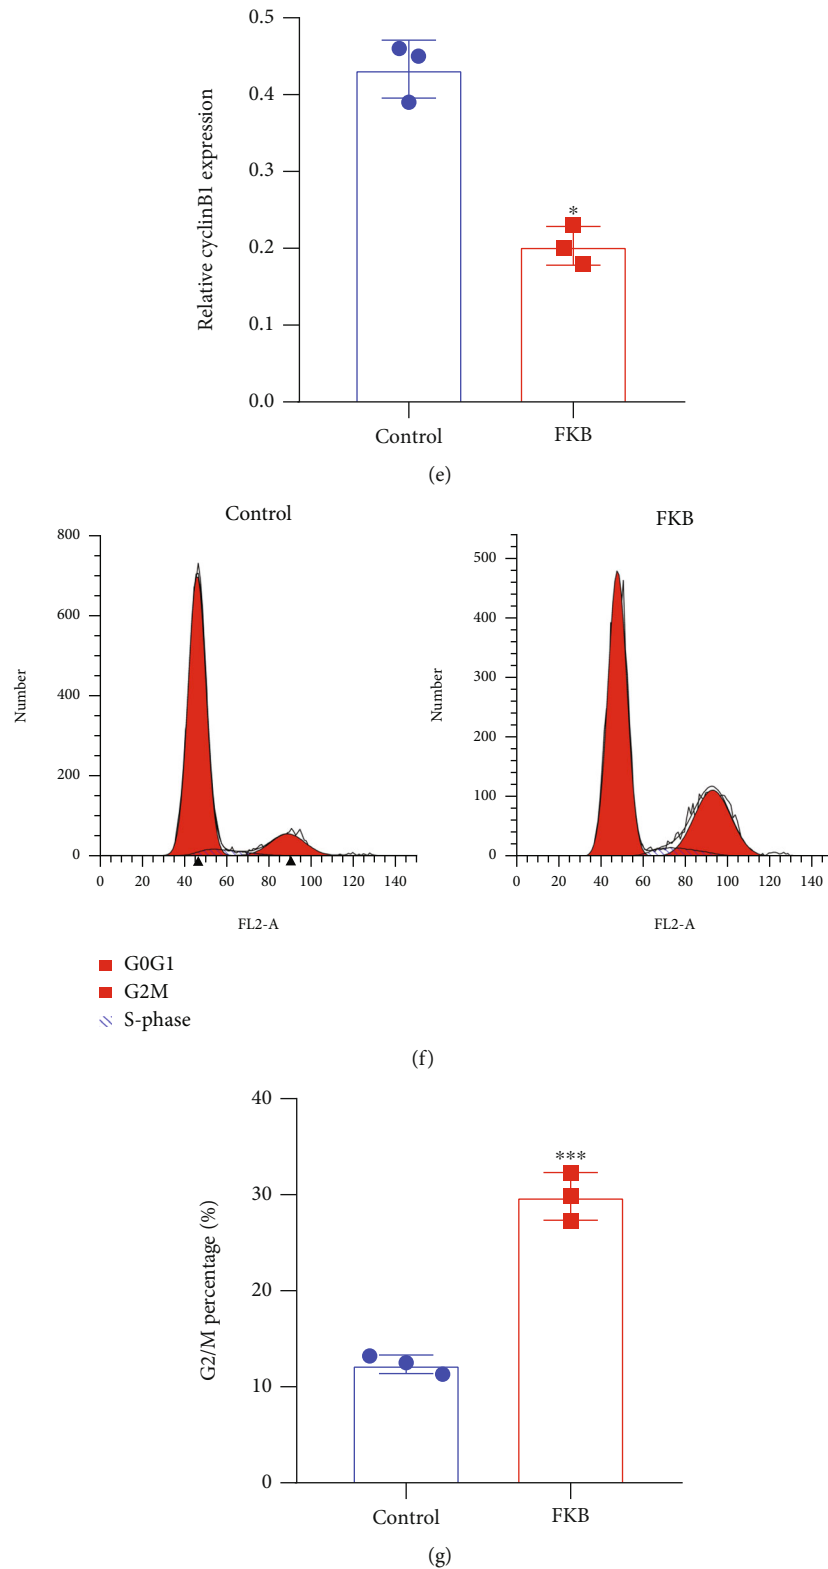 0.5
0.4
0.3
0.2
0.1
0.0
Relative cyclinB1 expression
*
Control
FKB
(e)
Control
800
600
400
200
0
Number
0 20 40 60 80 100 120 140
FL2-A
FKB
500
400
300
200
100
0
Number
0 20 40 60 80 100 120 140
FL2-A
G0G1
G2M
S-phase
(f)
40
30
20
10
0
G2/M percentage (%)
***
Control
FKB
(g)